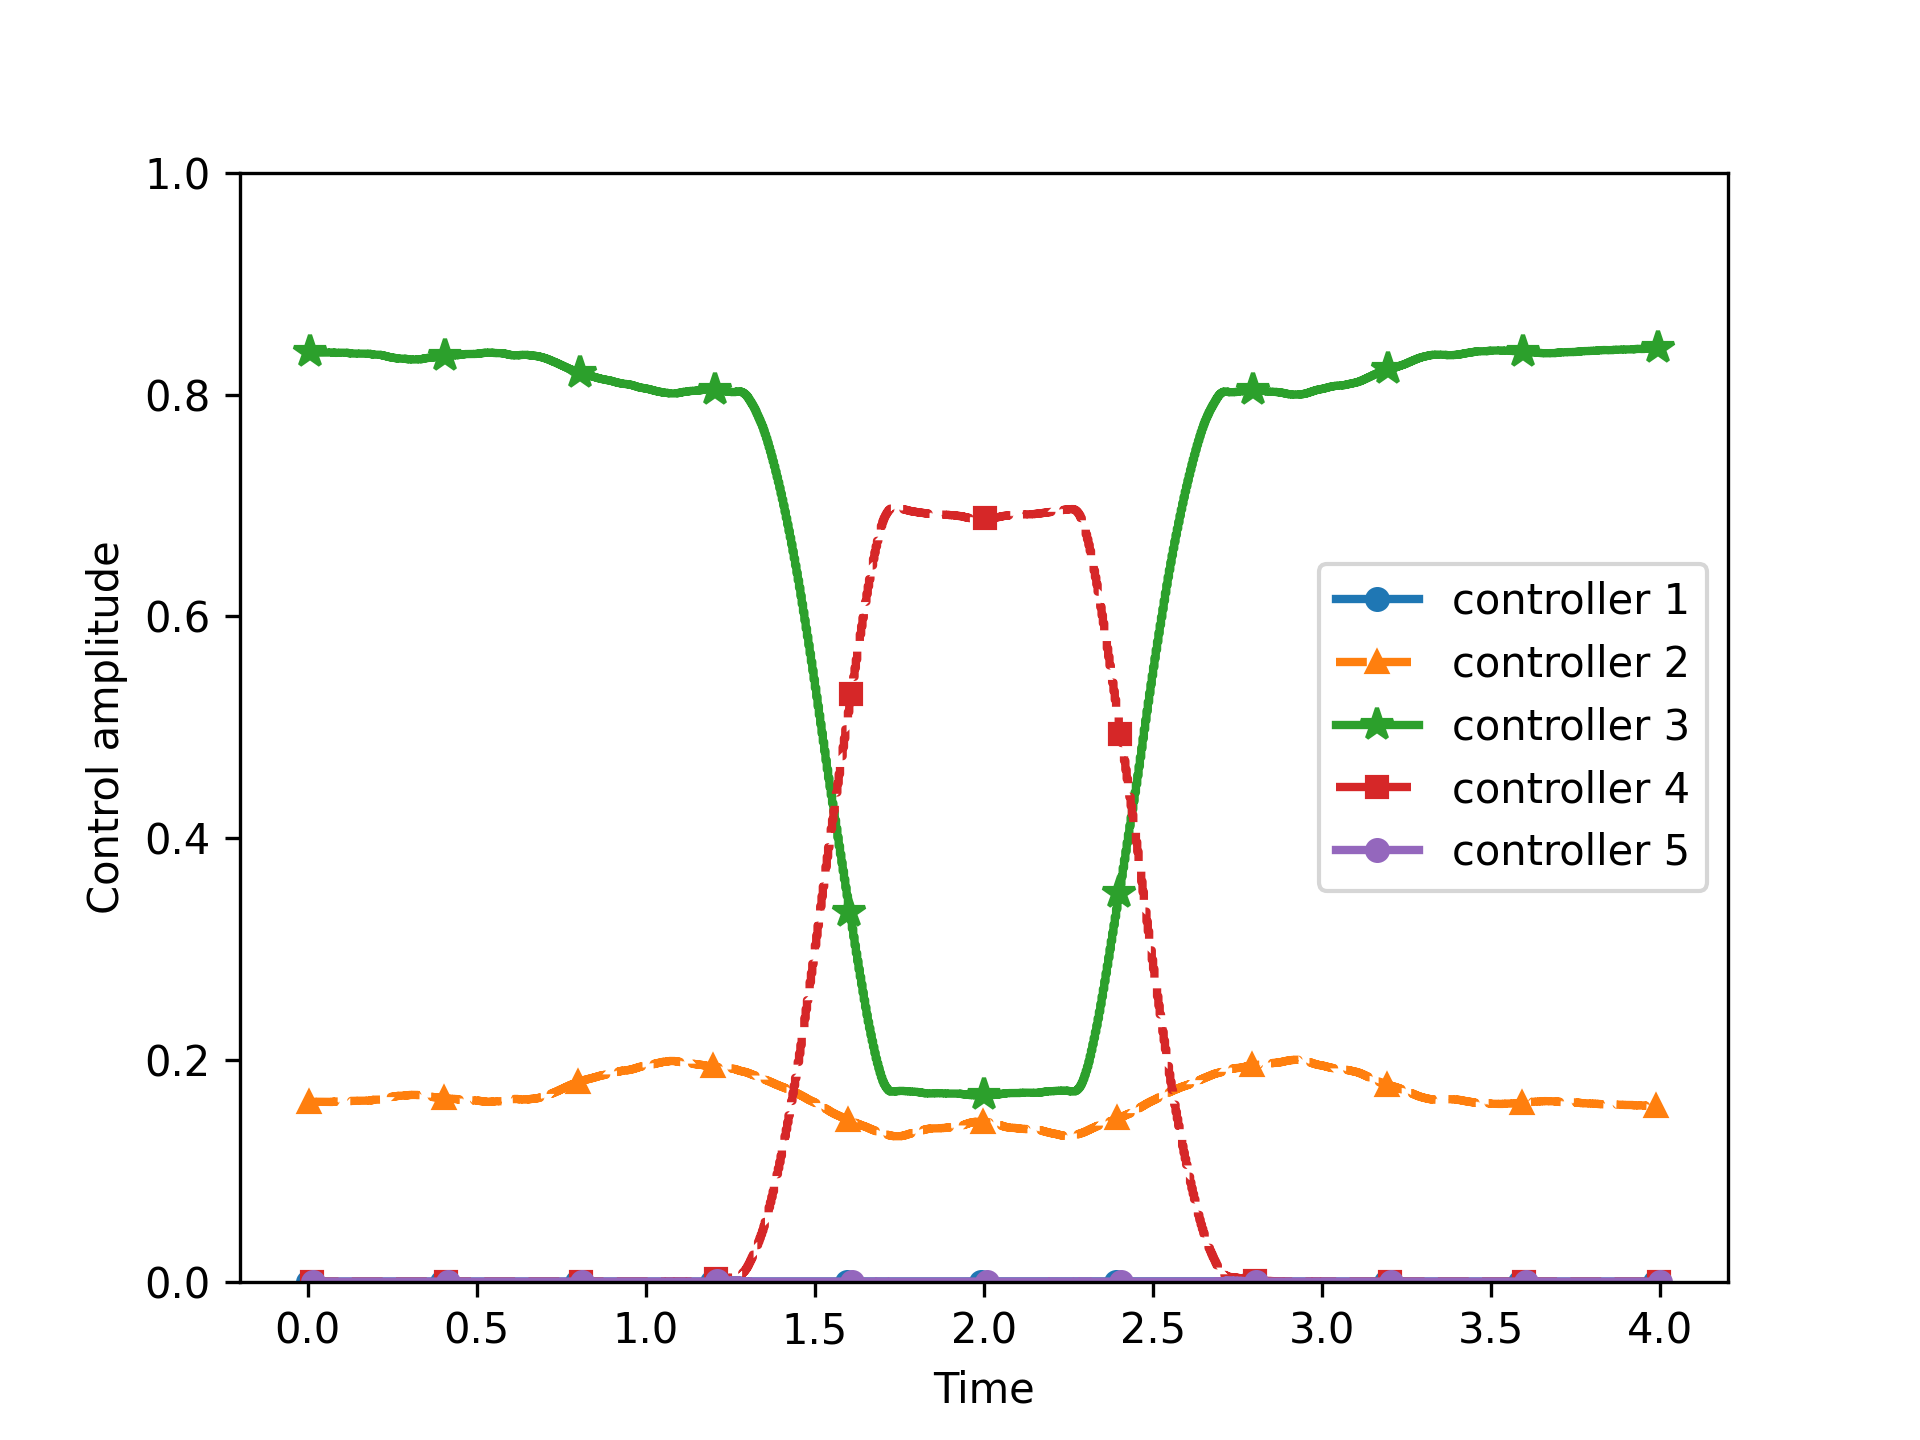 1.0
0.8
0.6
0.4
0.2
0.0
Control amplitude
controller 1
controller 2
controller 3
controller 4
controller 5
0.0 0.5 1.0 1.5 2.0 2.5 3.0 3.5 4.0
Time